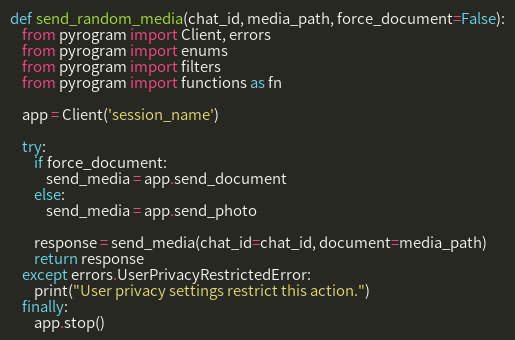 def send_random_media(chat_id, media_path, force_document=False):
from pyrogram import Client, errors
from pyrogram import enums
from pyrogram import filters
from pyrogram import functions as fn
app = Client('session_name')
try:
if force_document:
send_media = app.send_document
else:
send_media = app.send_photo
response = send_media(chat_id=chat_id, document=media_path)
return response
except errors.UserPrivacyRestrictedError:
print("User privacy settings restrict this action.")
finally:
app.stop()